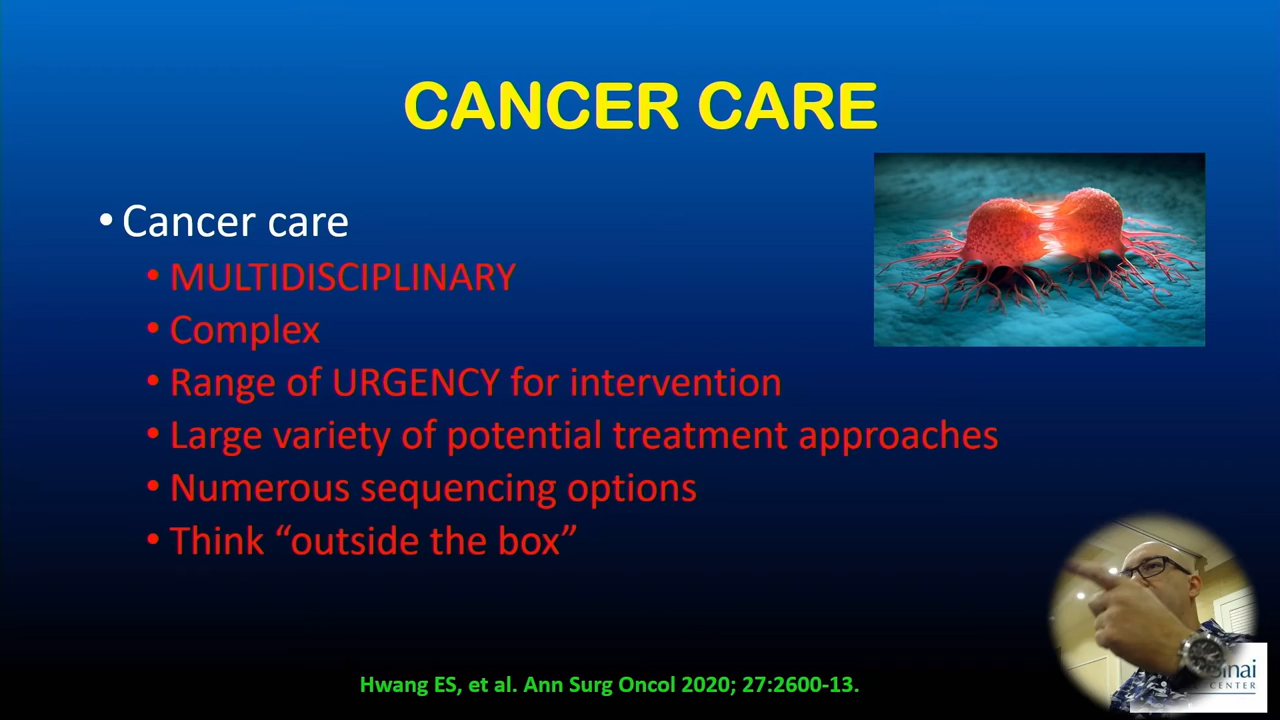 CANCER CARE
• Cancer care
• MULTIDISCIPLINARY
• Complex
• Range of URGENCY for intervention
• Large variety of potential treatment approaches
• Numerous sequencing options
• Think “outside the box”
Hwang ES, et al. Ann Surg Oncol 2020; 27:2600-13.
CENTER